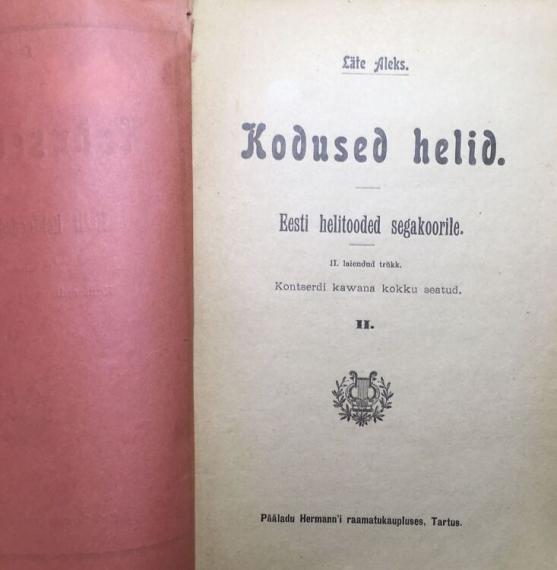 Läte Aleks.
Kodused helid.
Eesti helitooded segakoorile.
II. laiendud trükk.
Kontserdi kawana kokku seatud.
II.
Pääladu Hermann'i raamatukaupluses, Tartus.